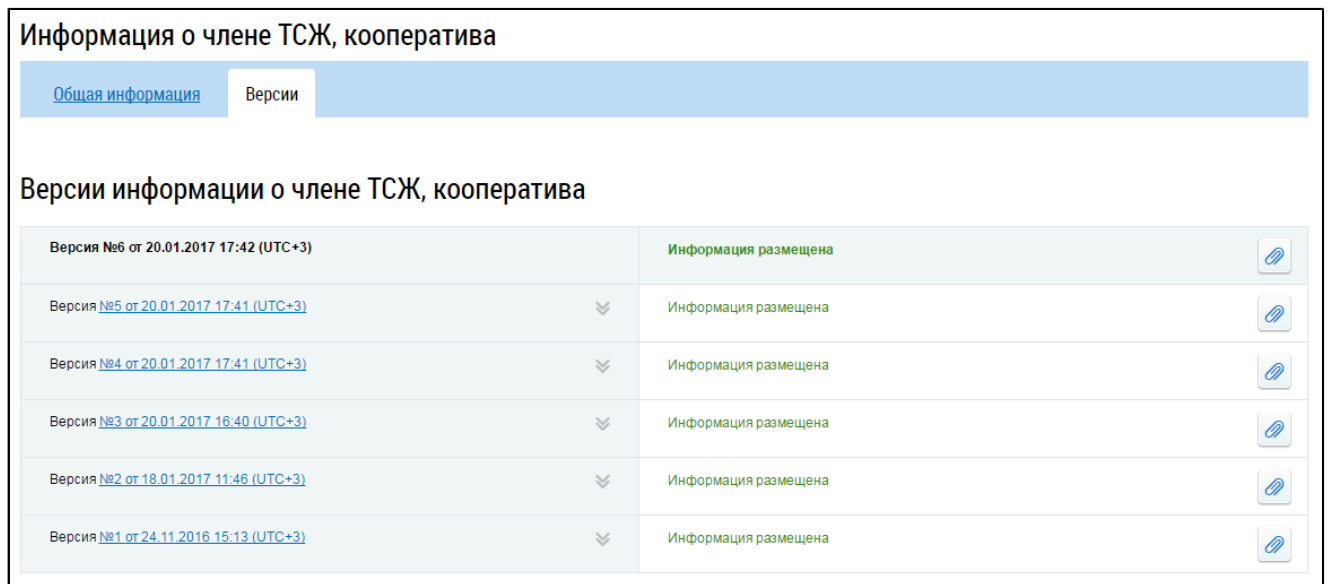 Информация о члене ТСЖ, кооператива
Общая информация Версии
Версии информации о члене ТСЖ, кооператива
Версия №6 от 20.01.2017 17:42 (UTC+3) Информация размещена
Версия №5 от 20.01.2017 17:41 (UTC+3) Информация размещена
Версия №4 от 20.01.2017 17:41 (UTC+3) Информация размещена
Версия №3 от 20.01.2017 16:40 (UTC+3) Информация размещена
Версия №2 от 18.01.2017 11:46 (UTC+3) Информация размещена
Версия №1 от 24.11.2016 15:13 (UTC+3) Информация размещена